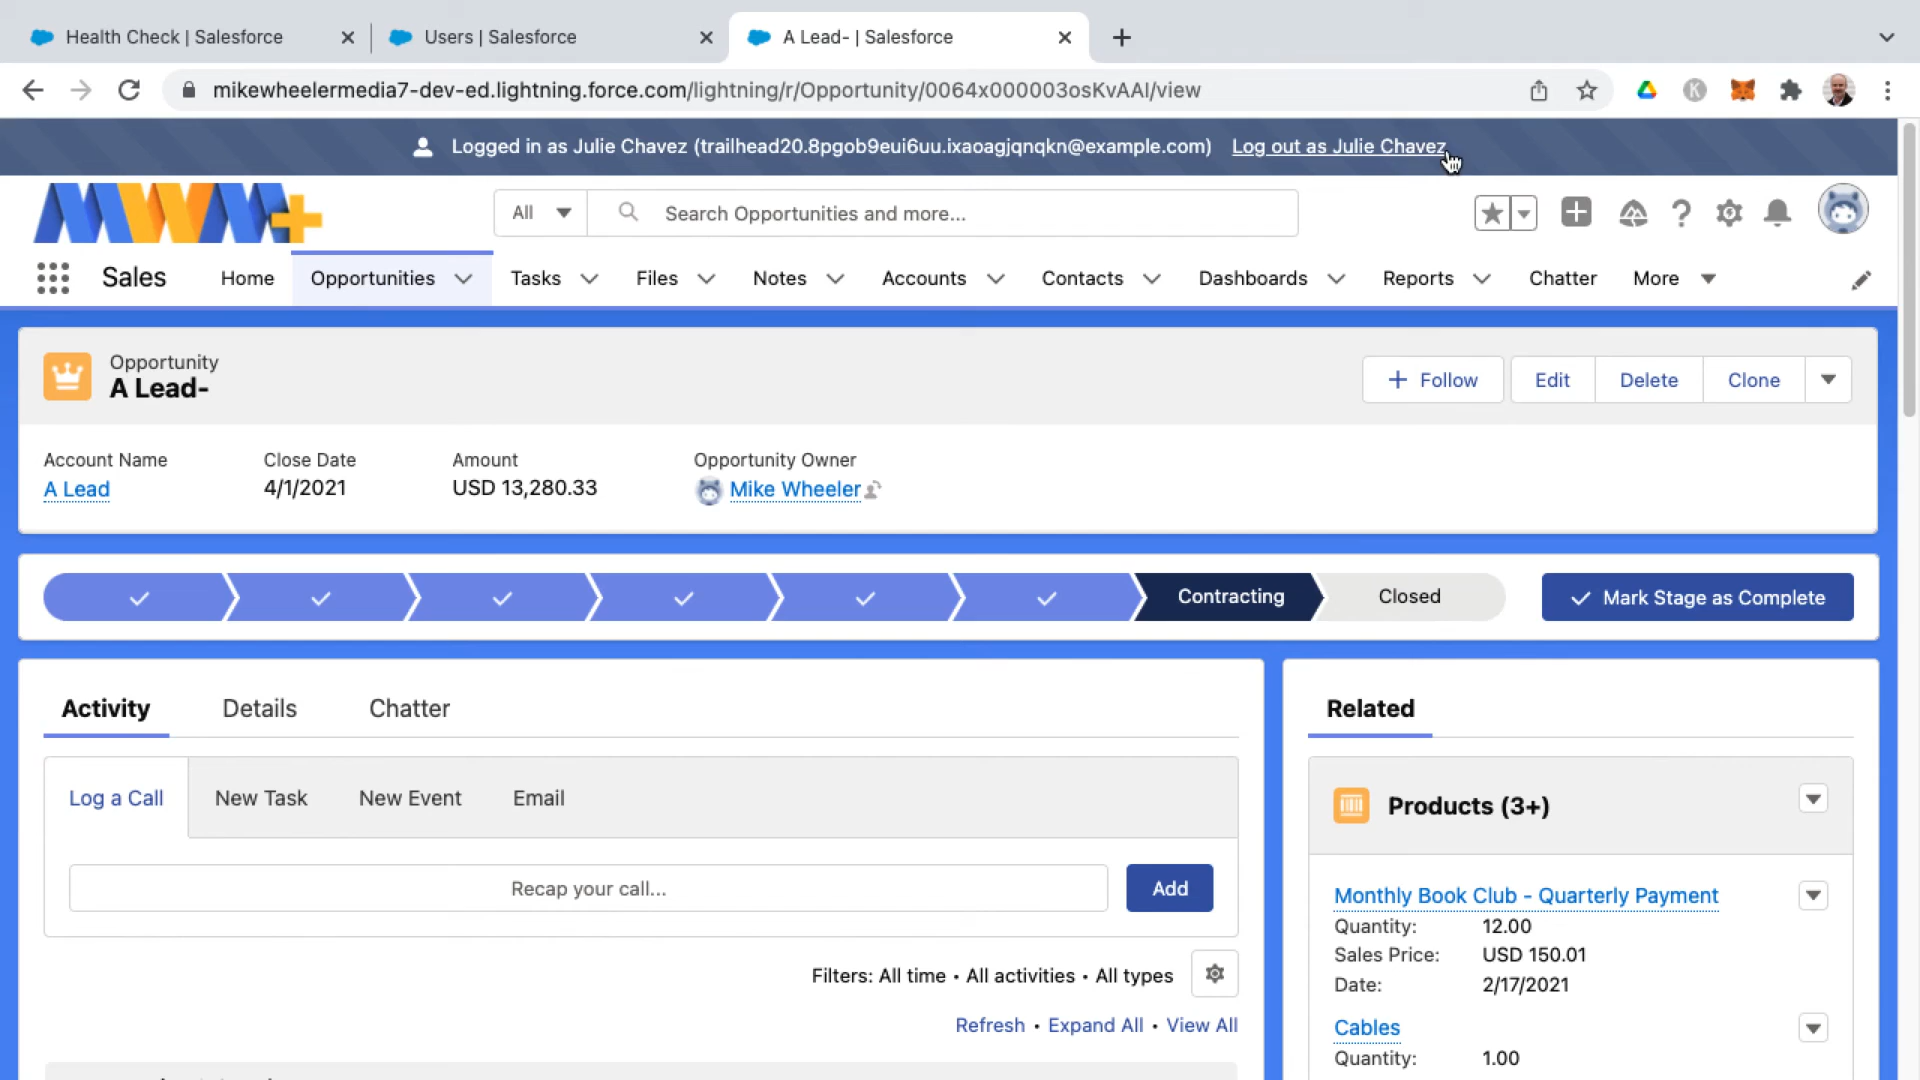 Health Check | Salesforce
Users | Salesforce
A Lead- | Salesforce
mikewheelermedia7-dev-ed.lightning.force.com/lightning/r/Opportunity/0064x000003osKvAAI/view
K
Logged in as Julie Chavez (trailhead20.8pgob9eui6uu.ixaoagjqnqkn@example.com) Log out as Julie Chavez
MWM+
All
Search Opportunities and more...
Sales
Home
Opportunities
Tasks
Files
Notes
Accounts
Contacts
Dashboards
Reports
Chatter
More
Opportunity
A Lead-
+ Follow
Edit
Delete
Clone
Account Name
A Lead
Close Date
4/1/2021
Amount
USD 13,280.33
Opportunity Owner
Mike Wheeler
Contracting
Closed
Mark Stage as Complete
Activity
Details
Chatter
Related
Log a Call
New Task
New Event
Email
Recap your call...
Add
Filters: All time • All activities • All types
Refresh • Expand All • View All
Products (3+)
Monthly Book Club - Quarterly Payment
Quantity: 12.00
Sales Price: USD 150.01
Date: 2/17/2021
Cables
Quantity: 1.00